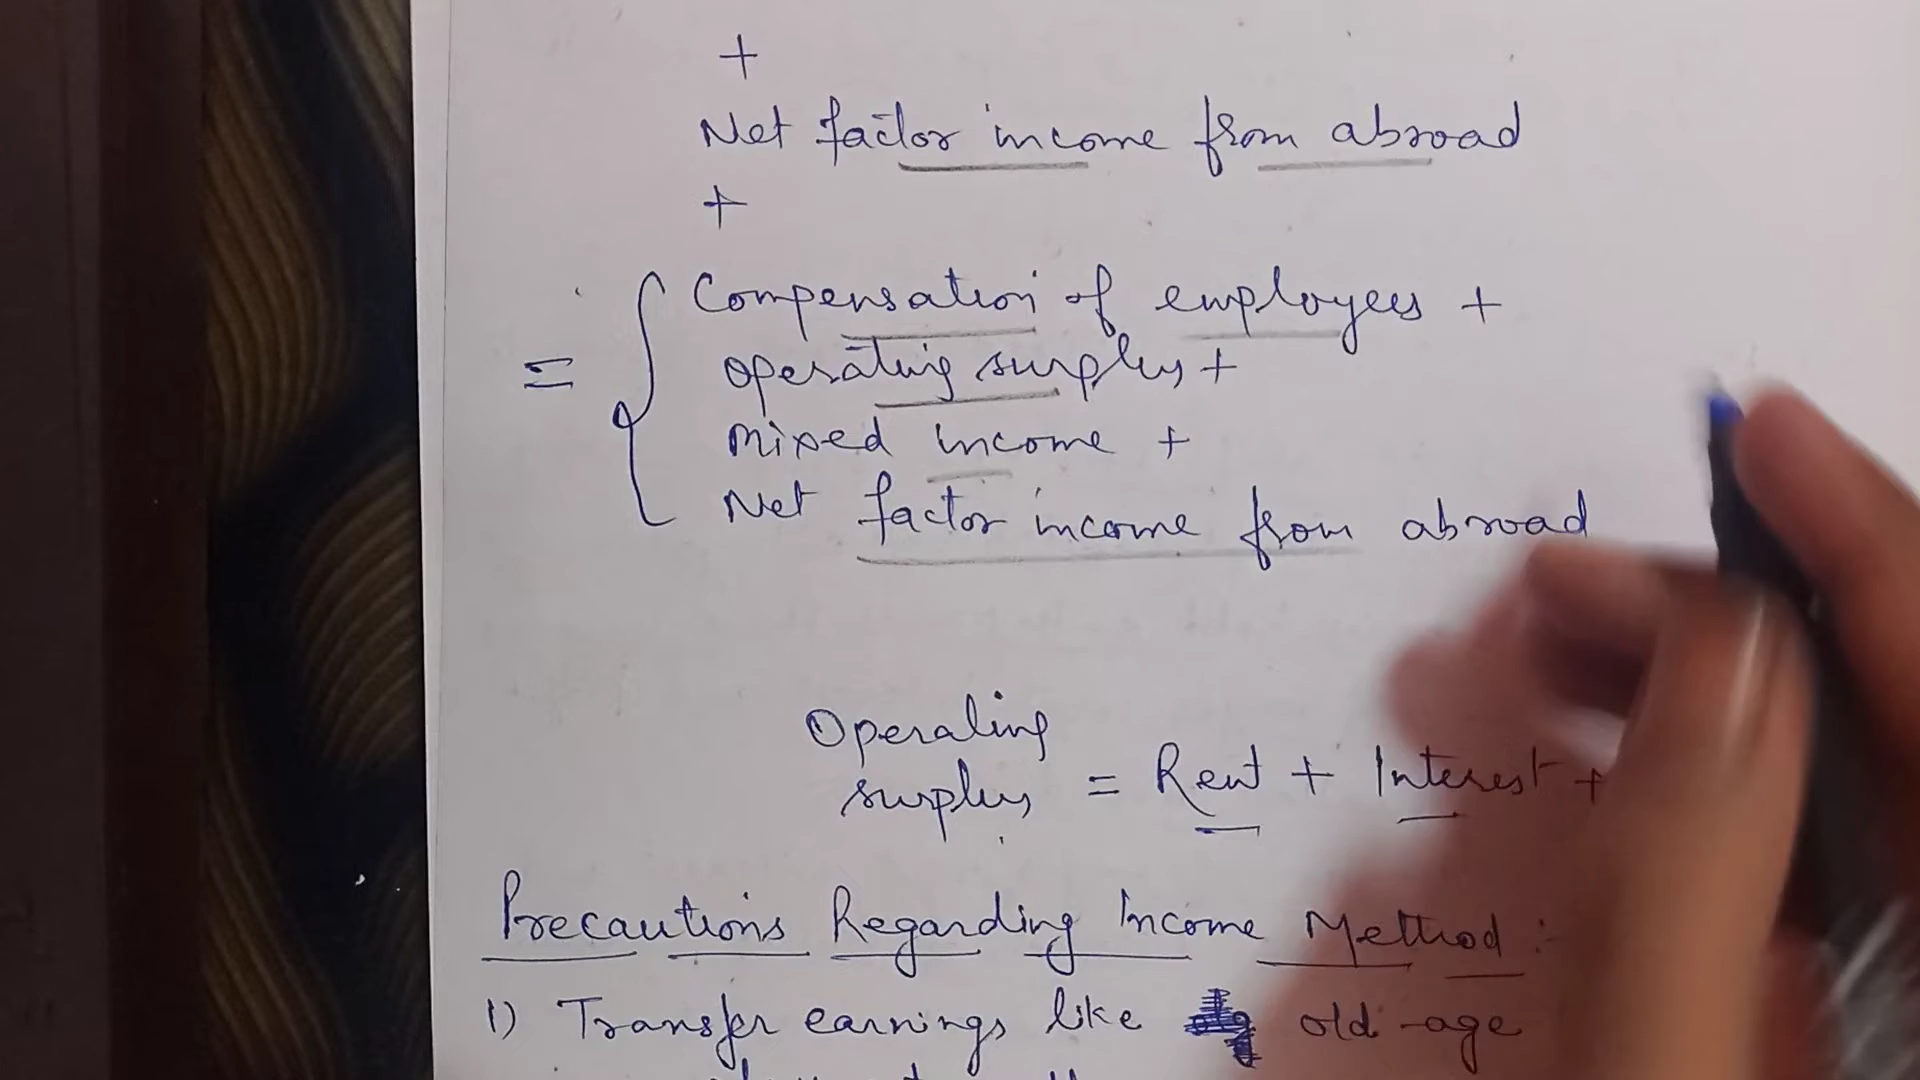 +
Net factor income from abroad
+
= { Compensation of employees +
operating surplus +
mixed income +
Net factor income from abroad
Operating
surplus = Rent + Interest +
Precautions Regarding Income Method :-
1) Transfer earnings like old-age